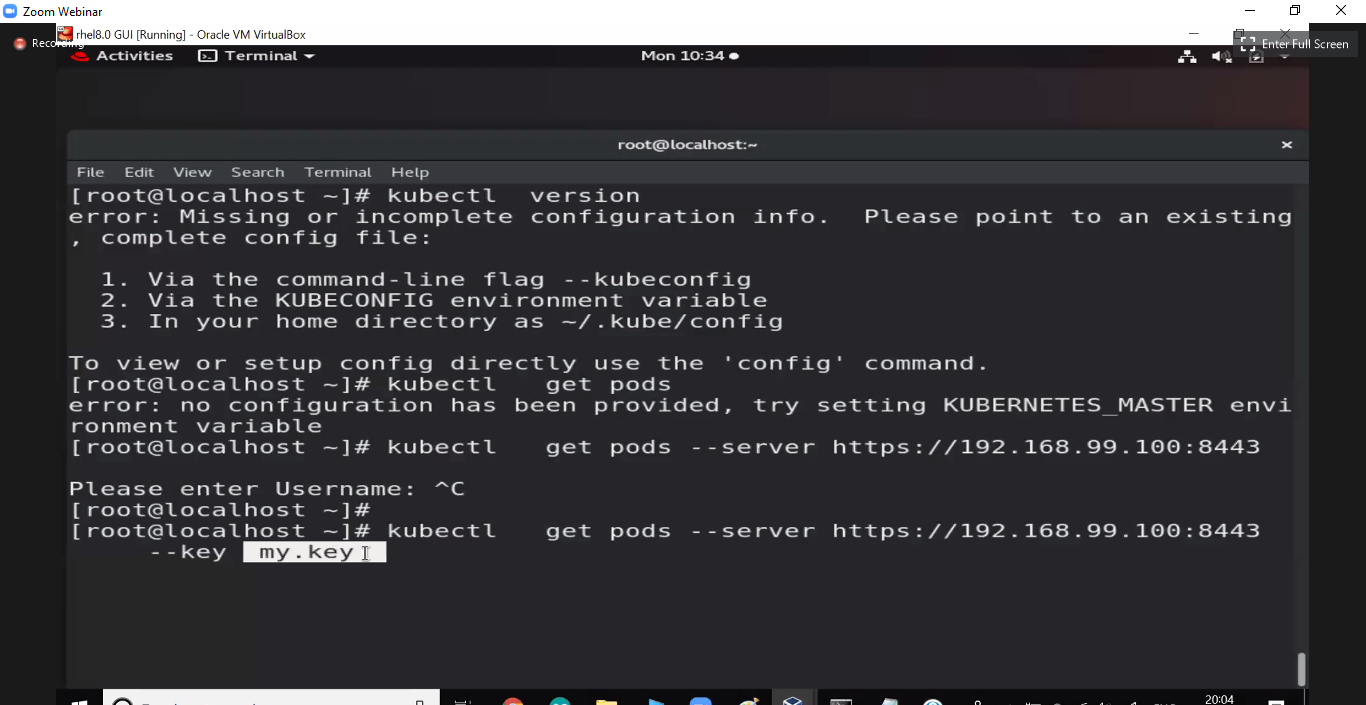 Zoom Webinar
rhel8.0 GUI [Running] - Oracle VM VirtualBox
Recording
Enter Full Screen
Activities Terminal Mon 10:34
root@localhost:~
File Edit View Search Terminal Help
[root@localhost ~]# kubectl  version
error: Missing or incomplete configuration info.  Please point to an existing
, complete config file:
1. Via the command-line flag --kubeconfig
2. Via the KUBECONFIG environment variable
3. In your home directory as ~/.kube/config
To view or setup config directly use the 'config' command.
[root@localhost ~]# kubectl   get pods
error: no configuration has been provided, try setting KUBERNETES_MASTER envi
ronment variable
[root@localhost ~]# kubectl   get pods --server https://192.168.99.100:8443
Please enter Username: ^C
[root@localhost ~]#
[root@localhost ~]# kubectl   get pods --server https://192.168.99.100:8443
--key  my.key
20:04